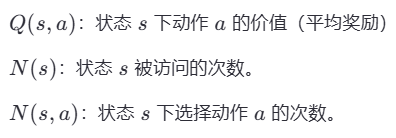 Q(s,a)：状态 s 下动作 a 的价值（平均奖励）
N(s)：状态 s 被访问的次数。
N(s,a)：状态 s 下选择动作 a 的次数。